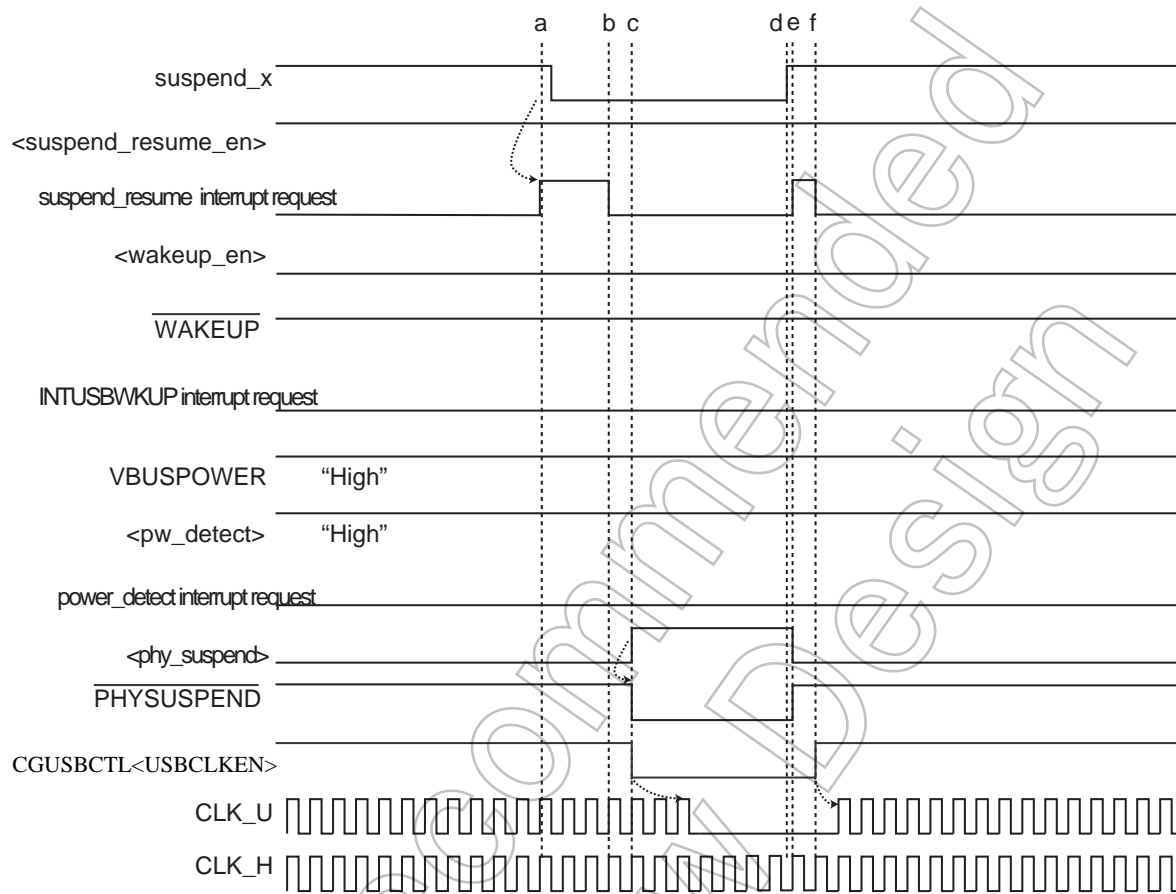 a b c d e f
suspend_x
<suspend_resume_en>
suspend_resume interrupt request
<wakeup_en>
WAKEUP
INTUSBWKUP interrupt request
VBUSPOWER “High”
<pw_detect> “High”
power_detect interrupt request
<phy_suspend>
PHYSUSPEND
CGUSBCTL<USBCLKEN>
CLK_U
CLK_H